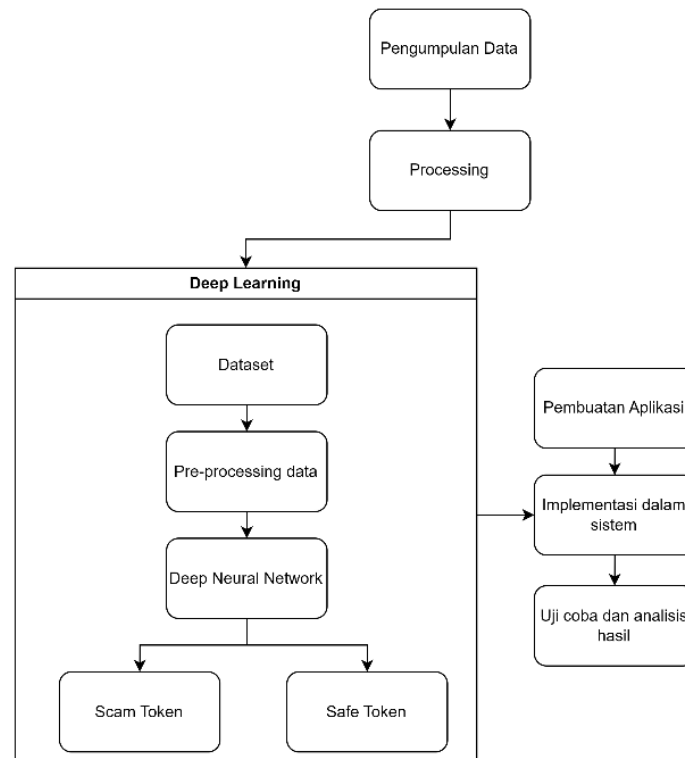 Pengumpulan Data
Processing
Deep Learning
Dataset
Pre-processing data
Deep Neural Network
Scam Token
Safe Token
Pembuatan Aplikasi
Implementasi dalam
sistem
Uji coba dan analisis
hasil